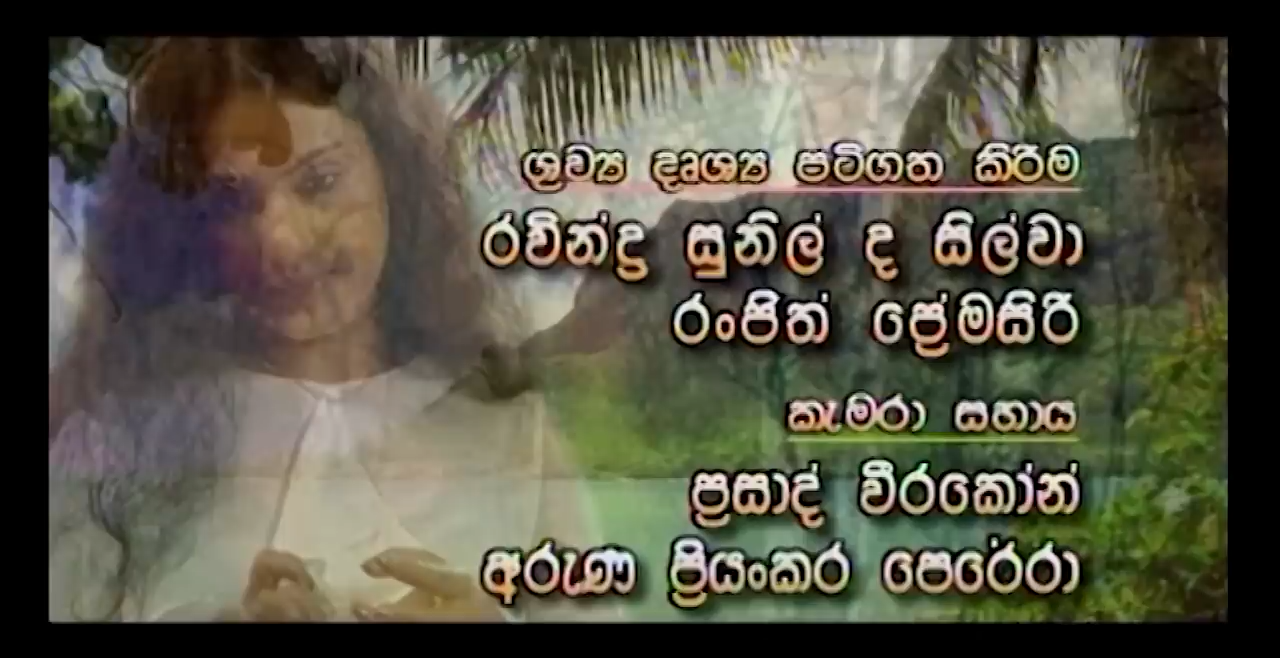 ශ්‍රව්‍ය දෘශ්‍ය පටිගත කිරීම
රවීන්ද්‍ර සුනිල් ද සිල්වා
රංජිත් ප්‍රේමසිරි
කැමරා සහාය
ප්‍රසාද් වීරකෝන්
අරුණ ප්‍රියංකර පෙරේරා